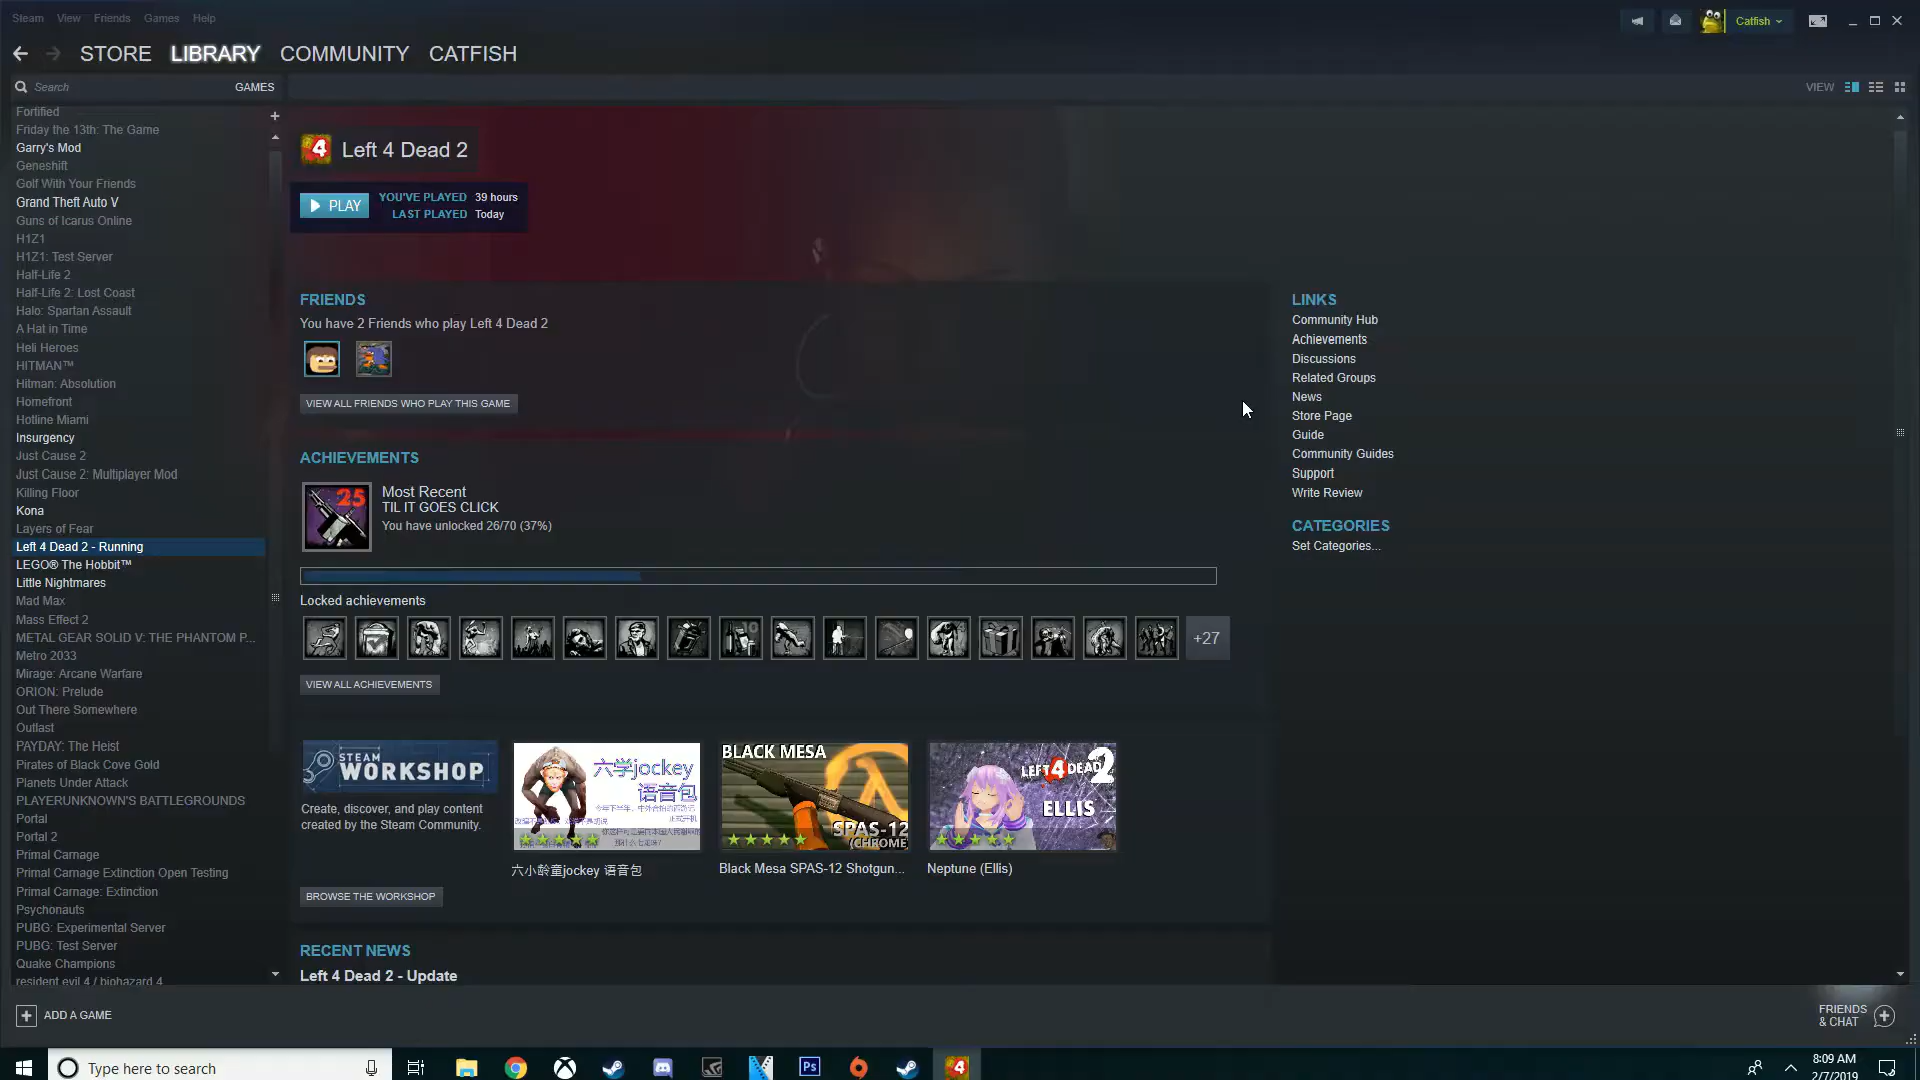 Steam View Friends Games Help
Catfish
STORE LIBRARY COMMUNITY CATFISH
Search GAMES
VIEW
Fortified
Friday the 13th: The Game
Garry's Mod
Geneshift
Golf With Your Friends
Grand Theft Auto V
Guns of Icarus Online
H1Z1
H1Z1: Test Server
Half-Life 2
Half-Life 2: Lost Coast
Halo: Spartan Assault
A Hat in Time
Heli Heroes
HITMAN™
Hitman: Absolution
Homefront
Hotline Miami
Insurgency
Just Cause 2
Just Cause 2: Multiplayer Mod
Killing Floor
Kona
Layers of Fear
Left 4 Dead 2 - Running
LEGO® The Hobbit™
Little Nightmares
Mad Max
Mass Effect 2
METAL GEAR SOLID V: THE PHANTOM P...
Metro 2033
Mirage: Arcane Warfare
ORION: Prelude
Out There Somewhere
Outlast
PAYDAY: The Heist
Pirates of Black Cove Gold
Planets Under Attack
PLAYERUNKNOWN'S BATTLEGROUNDS
Portal
Portal 2
Primal Carnage
Primal Carnage Extinction Open Testing
Primal Carnage: Extinction
Psychonauts
PUBG: Experimental Server
PUBG: Test Server
Quake Champions
resident evil 4 / biohazard 4
4 Left 4 Dead 2
PLAY
YOU'VE PLAYED 39 hours
LAST PLAYED Today
FRIENDS
You have 2 Friends who play Left 4 Dead 2
VIEW ALL FRIENDS WHO PLAY THIS GAME
ACHIEVEMENTS
25
Most Recent
TIL IT GOES CLICK
You have unlocked 26/70 (37%)
Locked achievements
10
+27
VIEW ALL ACHIEVEMENTS
STEAM
WORKSHOP
Create, discover, and play content
created by the Steam Community.
BROWSE THE WORKSHOP
六学jockey
语音包
六小龄童jockey 语音包
BLACK MESA
SPAS-12
(CHROME
Black Mesa SPAS-12 Shotgun...
LEFT 4 DEAD 2
ELLIS
Neptune (Ellis)
RECENT NEWS
Left 4 Dead 2 - Update
LINKS
Community Hub
Achievements
Discussions
Related Groups
News
Store Page
Guide
Community Guides
Support
Write Review
CATEGORIES
Set Categories...
ADD A GAME
FRIENDS
& CHAT
Type here to search
Ps
4
8:09 AM
2/7/2019